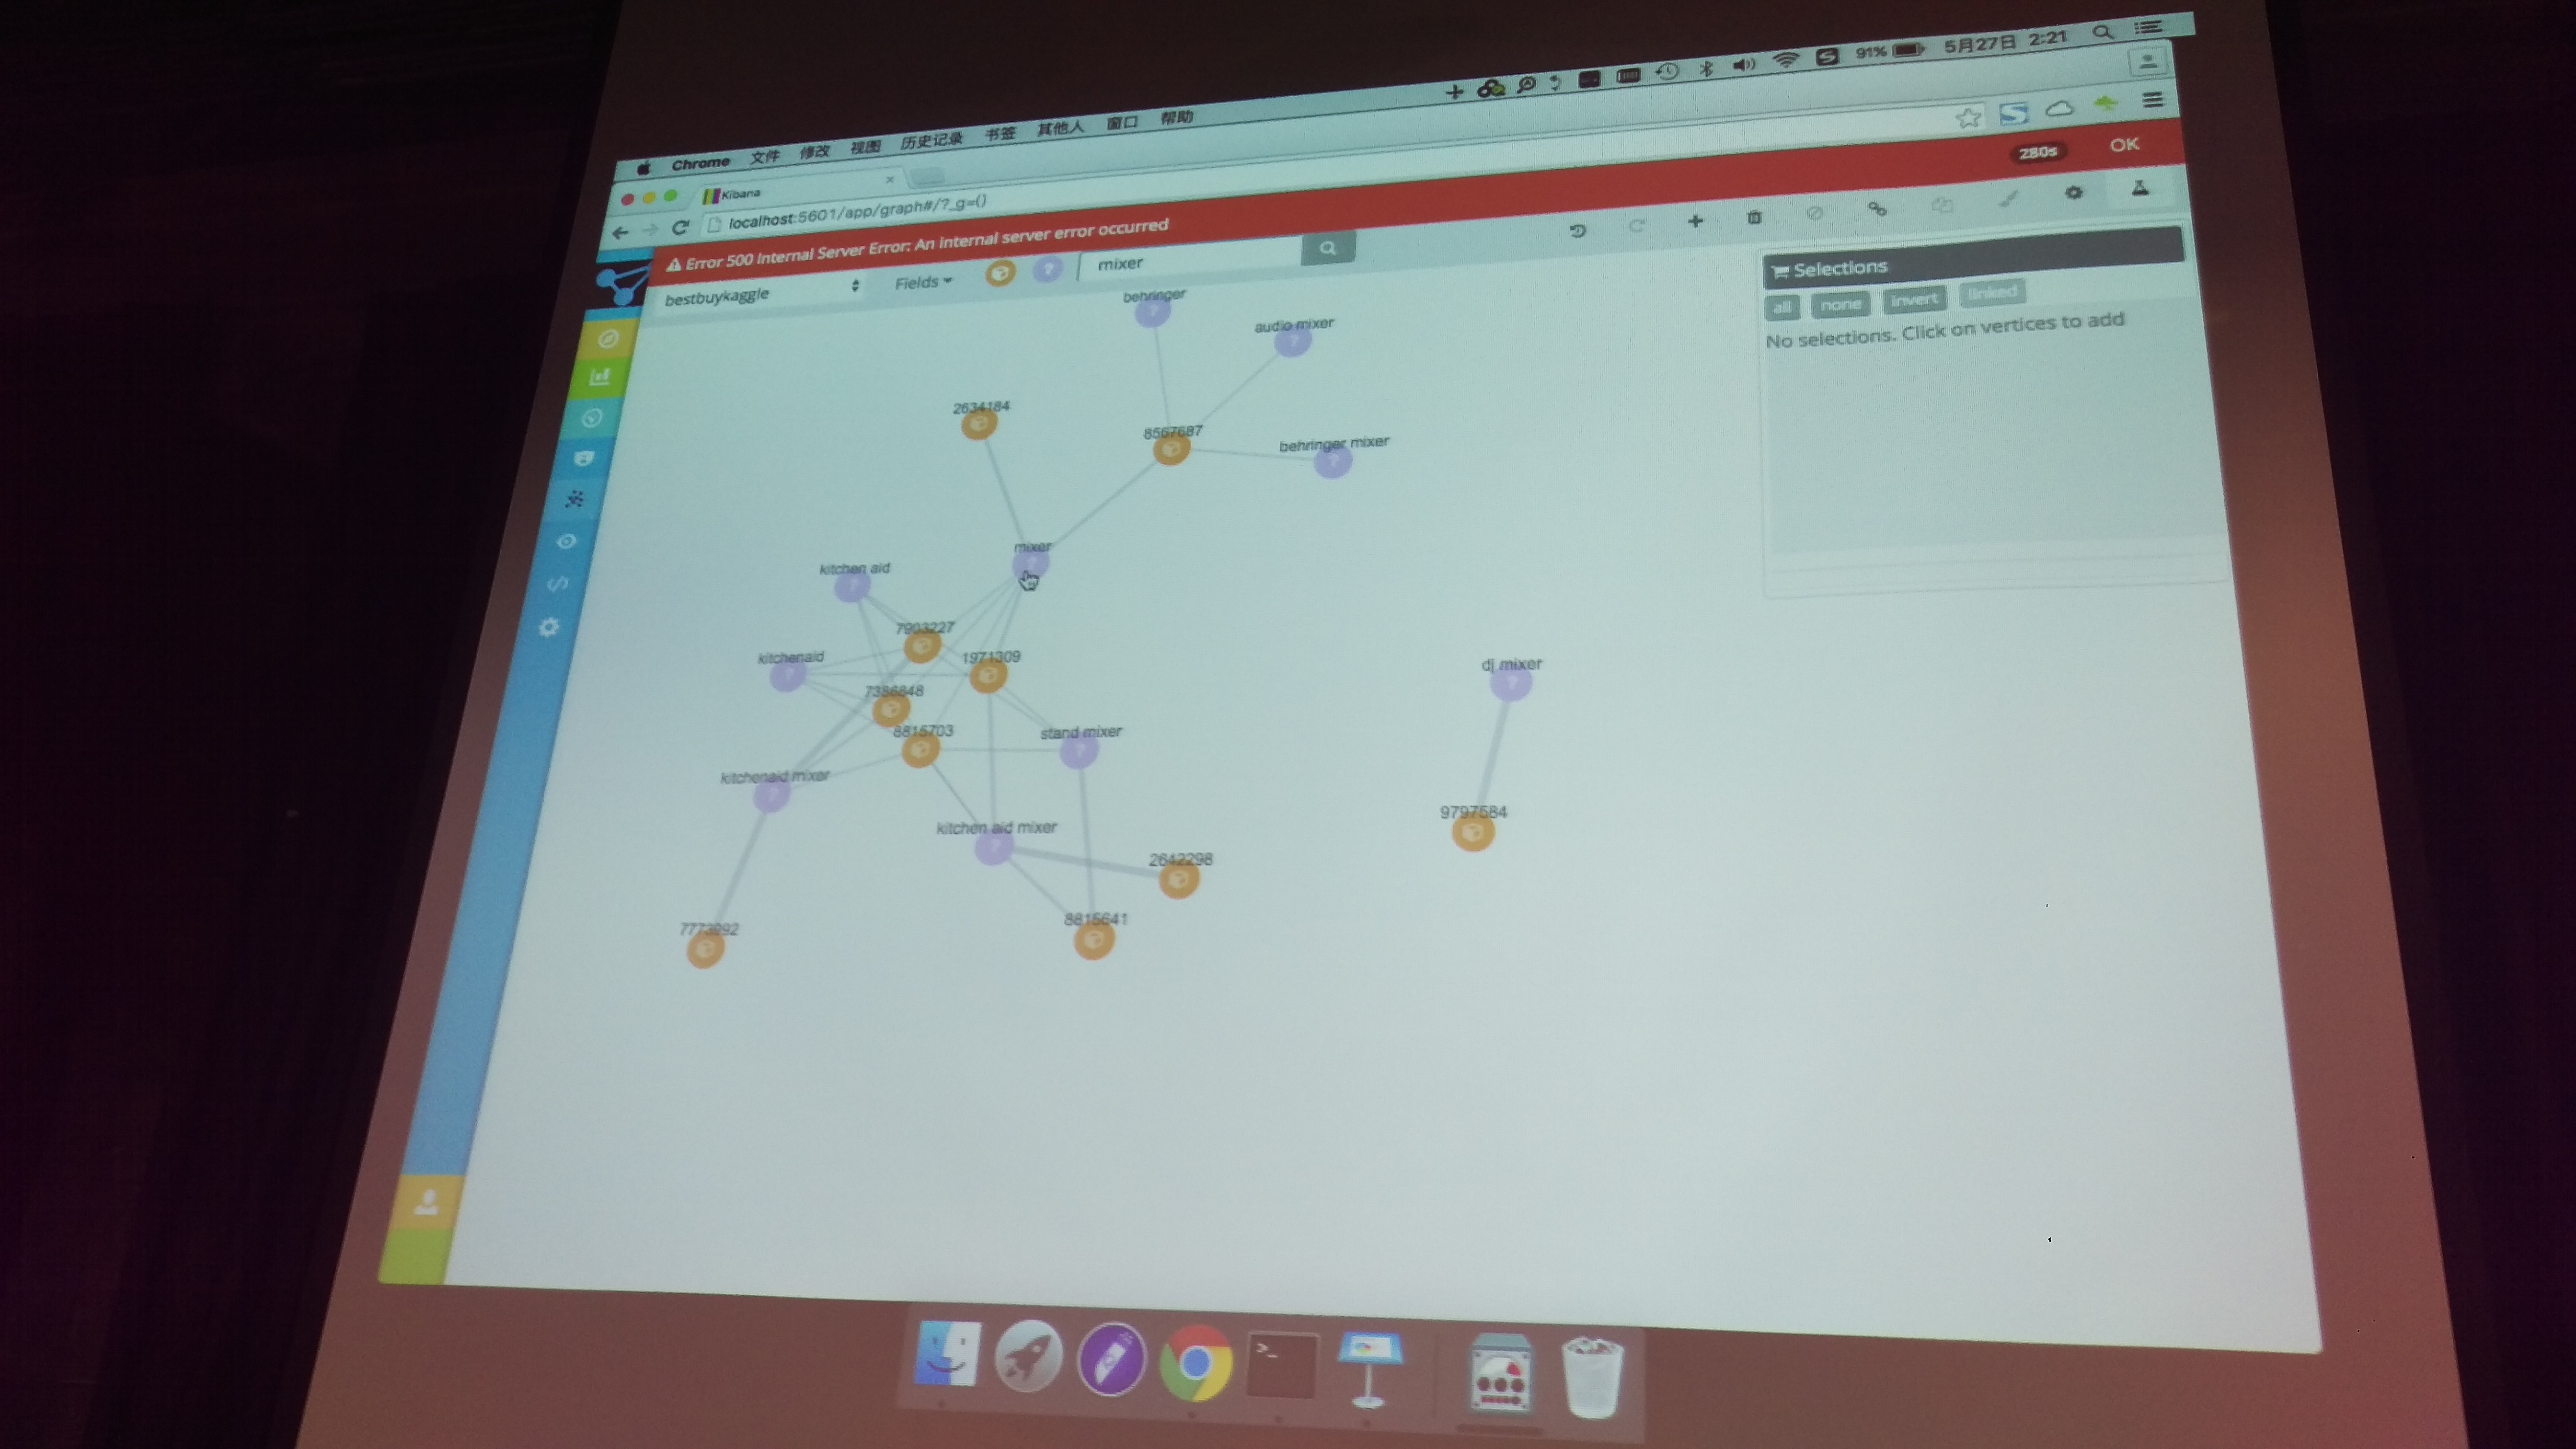 Chrome 文件 修改 视图 历史记录 书签 其他人 窗口 帮助 91% 5月27日 2:21
Kibana
localhost:5601/app/graph#/?_g=()
Error 500 Internal Server Error: An internal server error occurred 280s OK
bestbuykaggle Fields mixer
Selections
all none invert linked
No selections. Click on vertices to add
behringer
audio mixer
2634184
8567687
behringer mixer
mixer
kitchen aid
7903227
kitchenaid
1971309
dj mixer
7386848
8815703
stand mixer
kitchenaid mixer
9797584
kitchen aid mixer
2642298
8815641
7773992